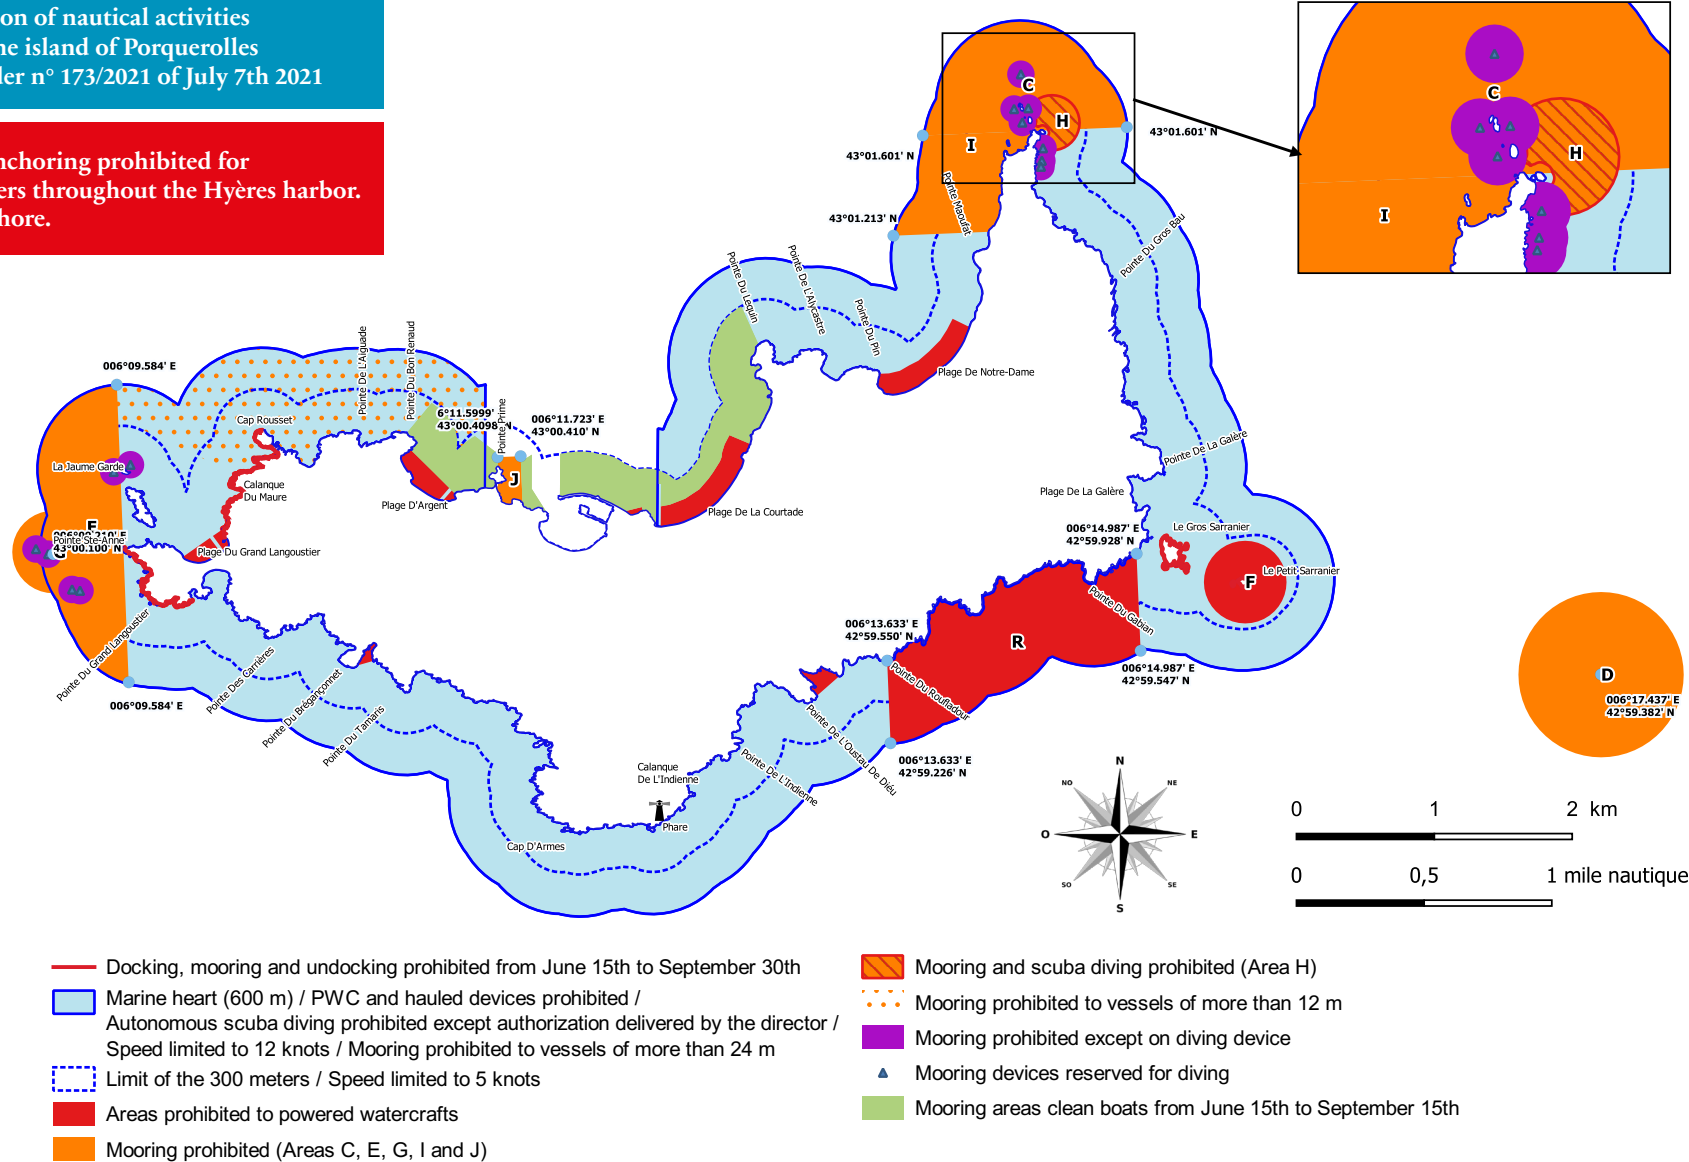 on of nautical activities
ne island of Porquerolles
ler n° 173/2021 of July 7th 2021
nchoring prohibited for
ers throughout the Hyères harbor.
hore.
C
H
I
43°01.601' N
43°01.601' N
43°01.213' N
C
H
I
Pointe Maoufat
Pointe Du Gros Bau
Pointe Du Lequin
Pointe De L'Alycastre
Pointe Du Pin
Plage De Notre-Dame
006°09.584' E
Pointe De L'Aiguade
Pointe Du Bon Renaud
Cap Rousset
6°11.5999'
43°00.4098' N
Pointe Prime
006°11.723' E
43°00.410' N
La Jaume Garde
Calanque
Du Maure
J
Plage D'Argent
Plage De La Courtade
Pointe De La Galère
Plage De La Galère
E
Pointe Ste-Anne
43°00.100' N
G
Plage Du Grand Langoustier
006°14.987' E
42°59.928' N
Le Gros Sarranier
Le Petit Sarranier
F
Pointe Du Gabian
Pointe Du Grand Langoustier
006°09.584' E
Pointe Des Carrières
Pointe Du Brégançonnet
Pointe Du Tamaris
006°13.633' E
42°59.550' N
R
006°14.987' E
42°59.547' N
Pointe Du Roufladour
Pointe De L'Oustau De Diéu
Pointe De L'Indienne
006°13.633' E
42°59.226' N
D
006°17.437' E
42°59.382' N
Calanque
De L'Indienne
Phare
Cap D'Armes
N
NO
NE
O
E
SO
SE
S
0 1 2 km
0 0,5 1 mile nautique
Docking, mooring and undocking prohibited from June 15th to September 30th
Marine heart (600 m) / PWC and hauled devices prohibited /
Autonomous scuba diving prohibited except authorization delivered by the director /
Speed limited to 12 knots / Mooring prohibited to vessels of more than 24 m
Limit of the 300 meters / Speed limited to 5 knots
Areas prohibited to powered watercrafts
Mooring prohibited (Areas C, E, G, I and J)
Mooring and scuba diving prohibited (Area H)
Mooring prohibited to vessels of more than 12 m
Mooring prohibited except on diving device
Mooring devices reserved for diving
Mooring areas clean boats from June 15th to September 15th